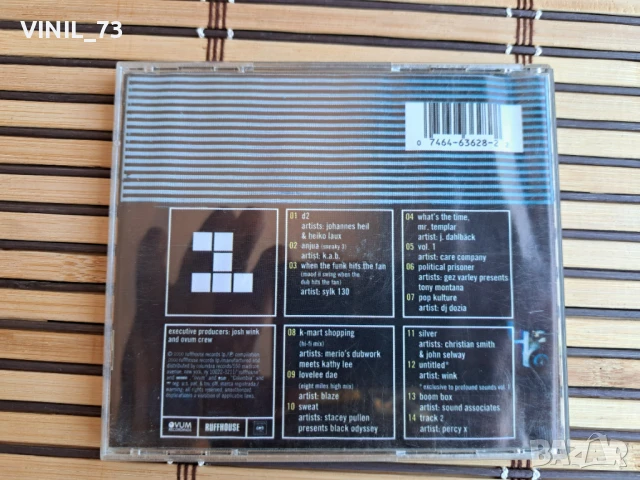 VINIL_73
0 7464-63628-2 2
01 d2
artists: johannes heil
& heiko laux
02 anjua (sneaky 3)
artist: k.a.b.
03 when the funk hits the fan
(mood ii swing when the
dub hits the fan)
artist: sylk 130
04 what's the time,
mr. templar
artist: j. dahlbäck
05 vol. 1
artist: care company
06 political prisoner
artists: gez varley presents
tony montana
07 pop kulture
artist: dj dozia
executive producers: josh wink
and ovum crew
08 k-mart shopping
(hi-fi mix)
artists: merio's dubwork
meets kathy lee
09 lovelee dae
(eight miles high mix)
artist: blaze
10 sweat
artists: stacey pullen
presents black odyssey
11 silver
artists: christian smith
& john selway
12 untitled*
artist: wink
* exclusive to profound sounds vol. 1
13 boom box
artist: sound associates
14 track 2
artist: percy x
OVUM
RUFFHOUSE
bazar